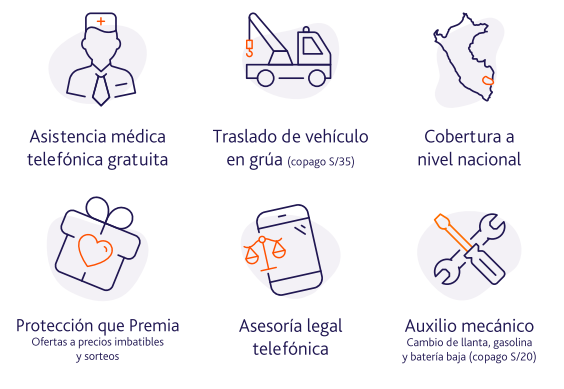 Asistencia médica
telefónica gratuita
Traslado de vehículo
en grúa (copago S/35)
Cobertura a
nivel nacional
Protección que Premia
Ofertas a precios imbatibles
y sorteos
Asesoría legal
telefónica
Auxilio mecánico
Cambio de llanta, gasolina
y batería baja (copago S/20)